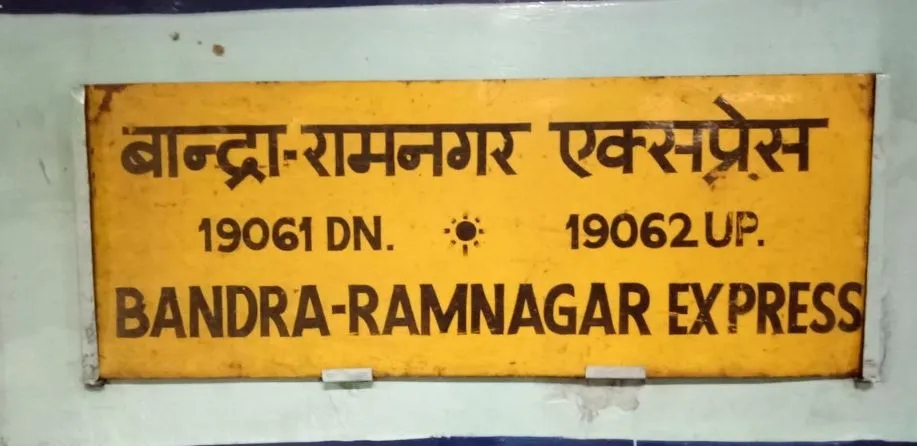 बान्द्रा-रामनगर एक्सप्रेस
19061 DN. 19062 UP.
BANDRA-RAMNAGAR EXPRESS